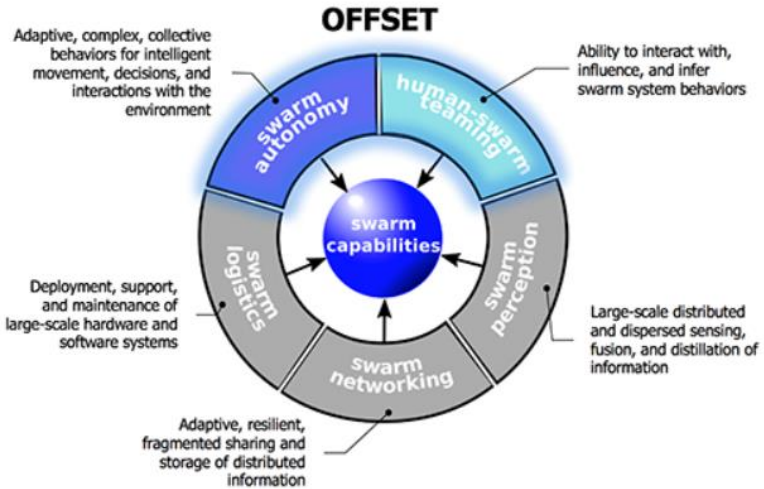 OFFSET
Adaptive, complex, collective
behaviors for intelligent
movement, decisions, and
interactions with the
environment
Ability to interact with,
influence, and infer
swarm system behaviors
swarm
autonomy
human-swarm
teaming
swarm
capabilities
swarm
logistics
swarm
perception
swarm
networking
Deployment, support,
and maintenance of
large-scale hardware and
software systems
Large-scale distributed
and dispersed sensing,
fusion, and distillation of
information
Adaptive, resilient,
fragmented sharing and
storage of distributed
information